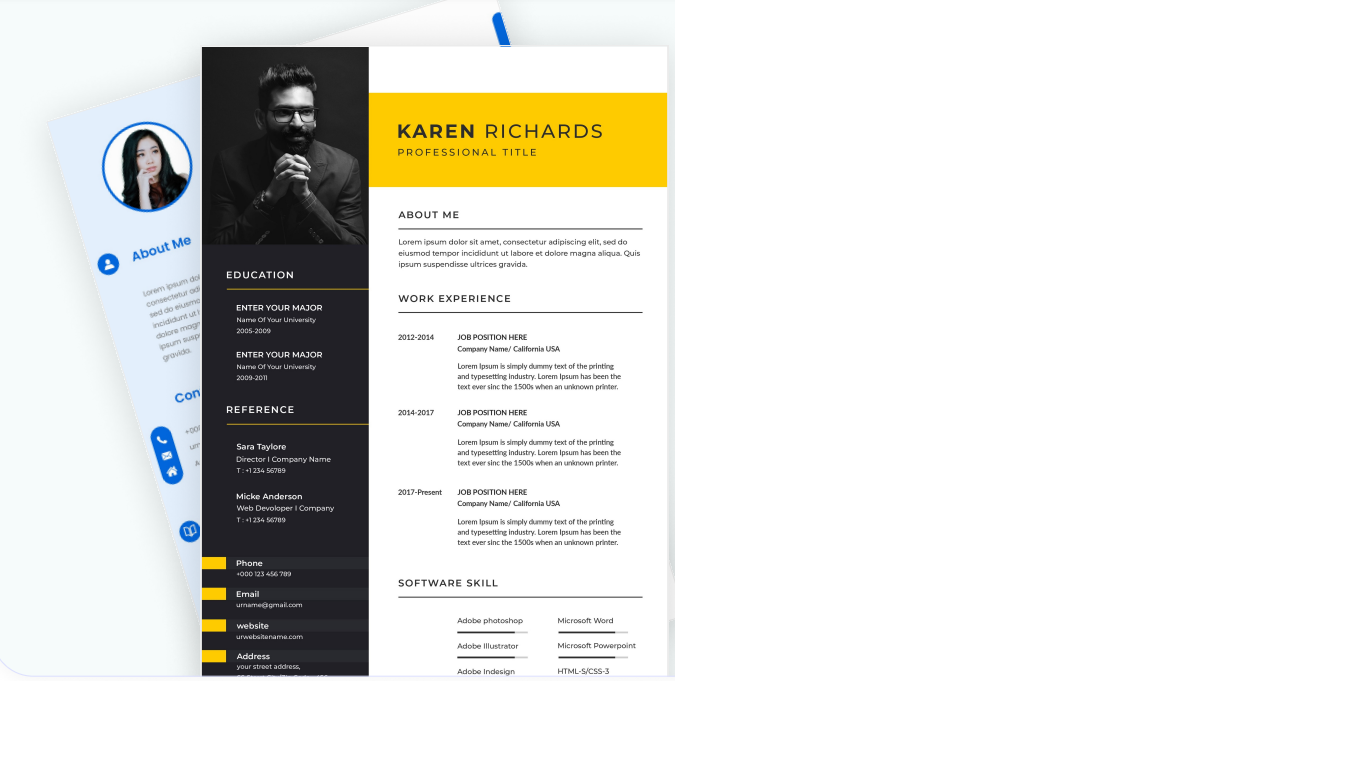 About Me
Lorem ipsum dol
consectetur adi
sed do eiusmo
incididunt ut l
dolore magn
ipsum susp
gravida.
Con
+00
urn
EDUCATION
ENTER YOUR MAJOR
Name Of Your University
2005-2009
ENTER YOUR MAJOR
Name Of Your University
2009-2011
REFERENCE
Sara Taylore
Director I Company Name
T : +1 234 56789
Micke Anderson
Web Devoloper I Company
T : +1 234 56789
Phone
+000 123 456 789
Email
urname@gmail.com
website
urwebsitename.com
Address
your street address,
KAREN RICHARDS
PROFESSIONAL TITLE
ABOUT ME
Lorem ipsum dolor sit amet, consectetur adipiscing elit, sed do
eiusmod tempor incididunt ut labore et dolore magna aliqua. Quis
ipsum suspendisse ultrices gravida.
WORK EXPERIENCE
2012-2014 JOB POSITION HERE
Company Name/ California USA
Lorem Ipsum is simply dummy text of the printing
and typesetting industry. Lorem Ipsum has been the
text ever sinc the 1500s when an unknown printer.
2014-2017 JOB POSITION HERE
Company Name/ California USA
Lorem Ipsum is simply dummy text of the printing
and typesetting industry. Lorem Ipsum has been the
text ever sinc the 1500s when an unknown printer.
2017-Present JOB POSITION HERE
Company Name/ California USA
Lorem Ipsum is simply dummy text of the printing
and typesetting industry. Lorem Ipsum has been the
text ever sinc the 1500s when an unknown printer.
SOFTWARE SKILL
Adobe photoshop Microsoft Word
Adobe Illustrator Microsoft Powerpoint
Adobe Indesign HTML-5/CSS-3